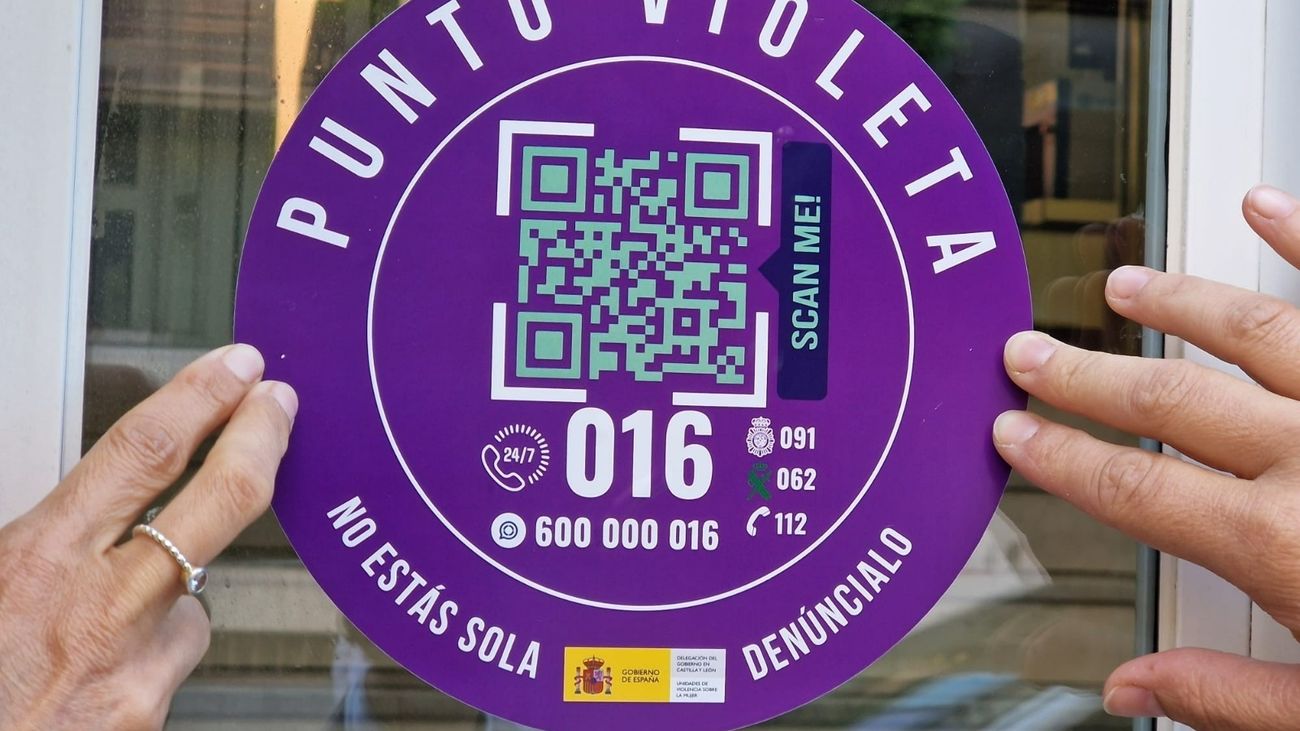 PUNTO VIOLETA
SCAN ME!
24/7
016
091
062
600 000 016
112
NO ESTÁS SOLA
DENÚNCIALO
GOBIERNO
DE ESPAÑA
DELEGACIÓN DEL
GOBIERNO EN
CASTILLA Y LEÓN
UNIDADES DE
VIOLENCIA SOBRE
LA MUJER